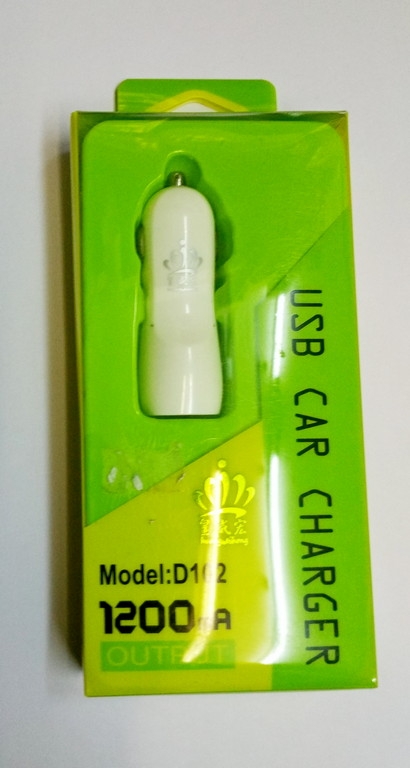 USB CAR CHARGER
Model:D102
1200mA
OUTPUT